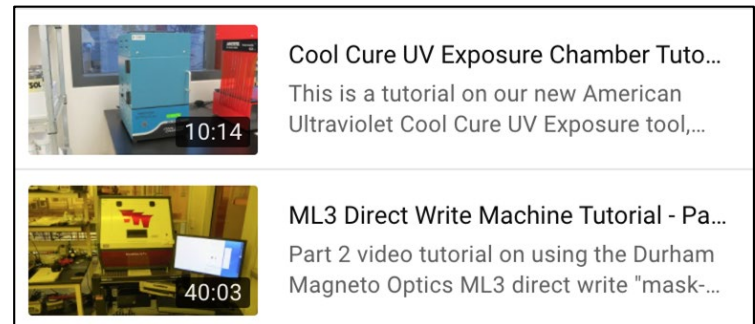 Cool Cure UV Exposure Chamber Tuto...
This is a tutorial on our new American
Ultraviolet Cool Cure UV Exposure tool,...
10:14
ML3 Direct Write Machine Tutorial - Pa...
Part 2 video tutorial on using the Durham
Magneto Optics ML3 direct write "mask-...
40:03